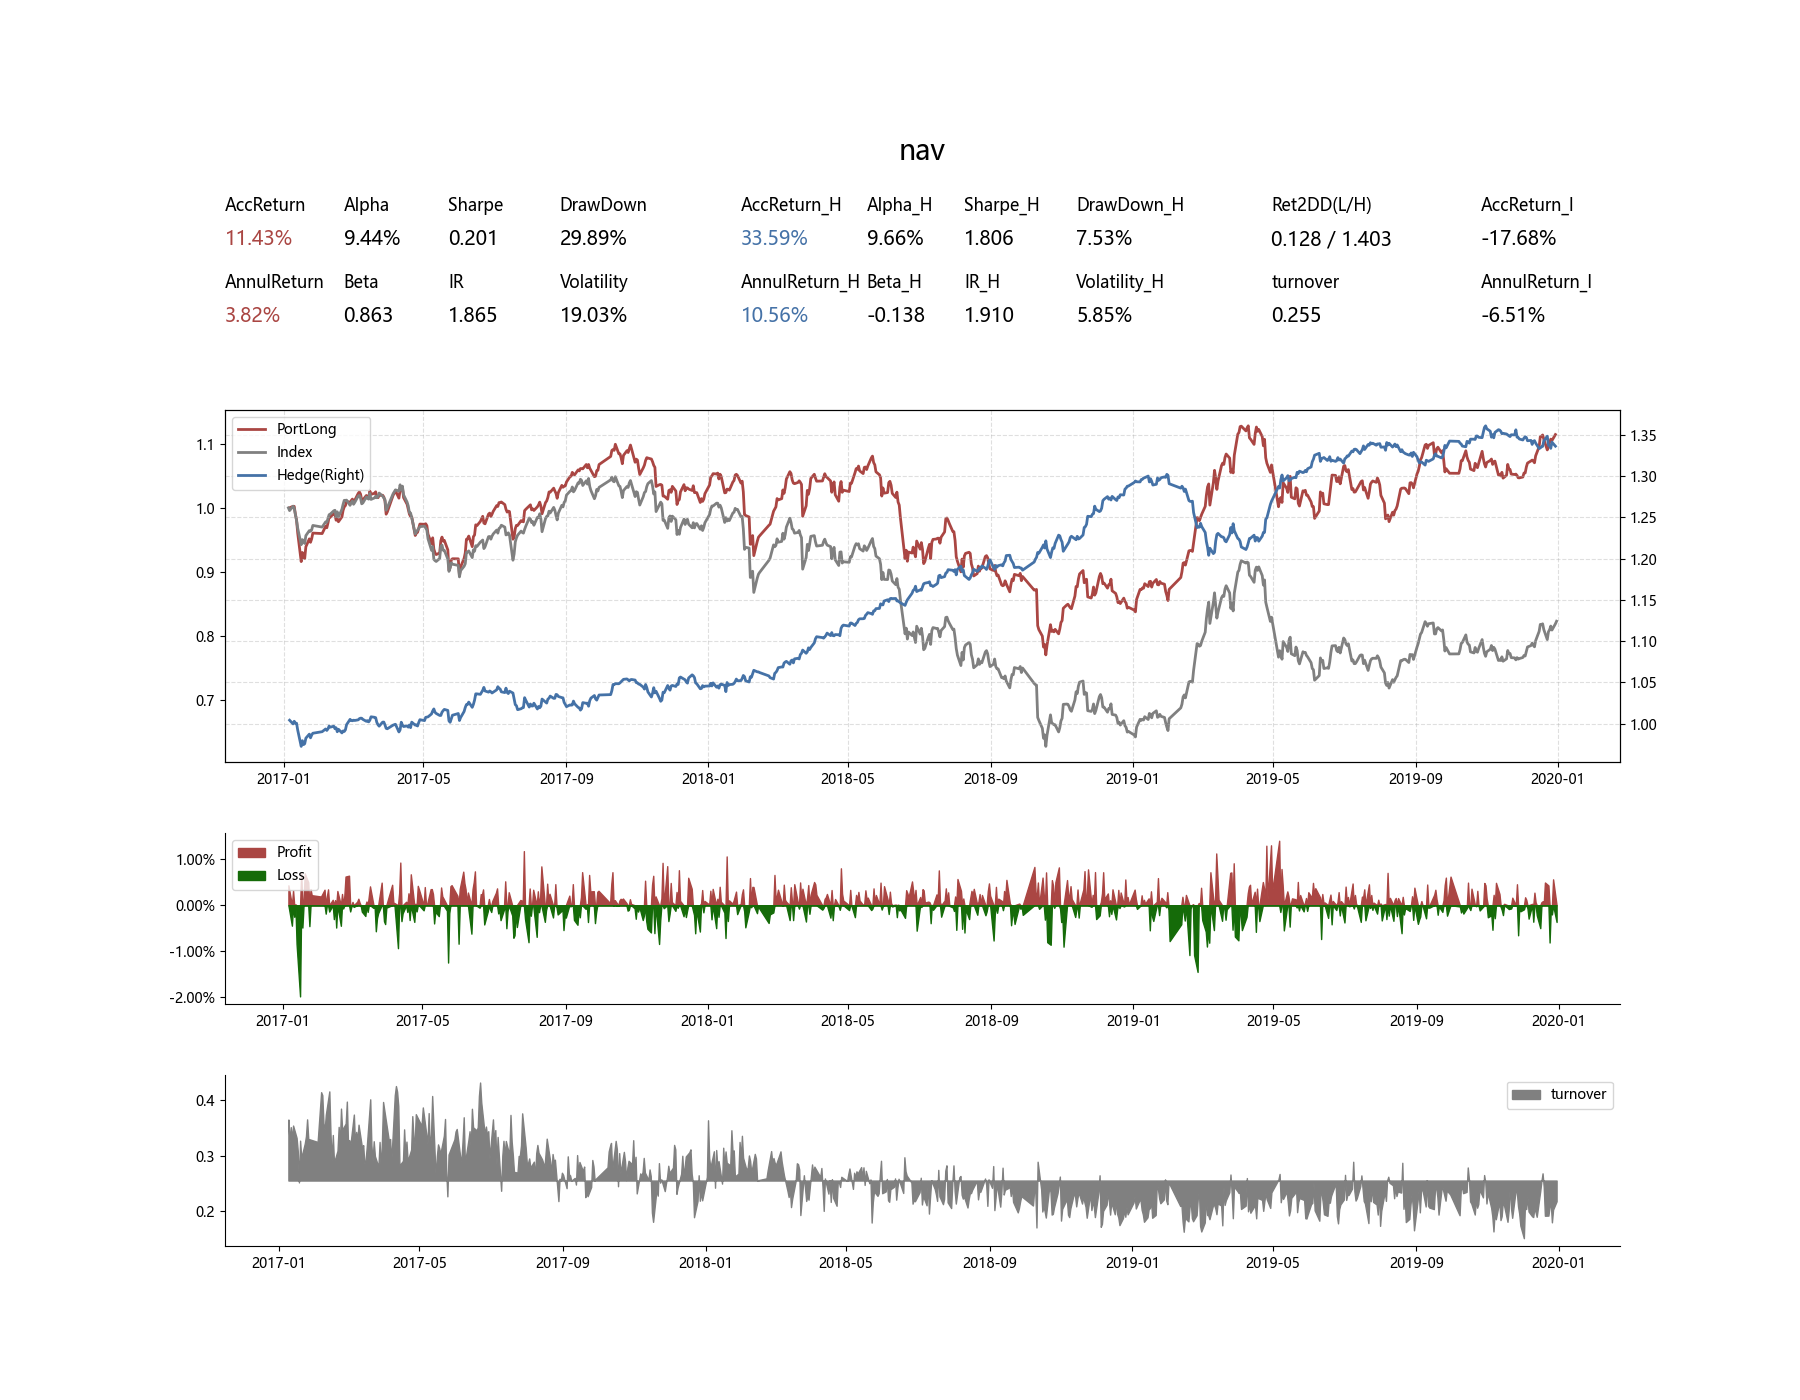 nav
AccReturn Alpha Sharpe DrawDown AccReturn_H Alpha_H Sharpe_H DrawDown_H Ret2DD(L/H) AccReturn_I
11.43% 9.44% 0.201 29.89% 33.59% 9.66% 1.806 7.53% 0.128 / 1.403 -17.68%
AnnulReturn Beta IR Volatility AnnulReturn_H Beta_H IR_H Volatility_H turnover AnnulReturn_I
3.82% 0.863 1.865 19.03% 10.56% -0.138 1.910 5.85% 0.255 -6.51%
PortLong
Index
Hedge(Right)
1.1
1.0
0.9
0.8
0.7
1.35
1.30
1.25
1.20
1.15
1.10
1.05
1.00
2017-01 2017-05 2017-09 2018-01 2018-05 2018-09 2019-01 2019-05 2019-09 2020-01
Profit
Loss
1.00%
0.00%
-1.00%
-2.00%
2017-01 2017-05 2017-09 2018-01 2018-05 2018-09 2019-01 2019-05 2019-09 2020-01
turnover
0.4
0.3
0.2
2017-01 2017-05 2017-09 2018-01 2018-05 2018-09 2019-01 2019-05 2019-09 2020-01